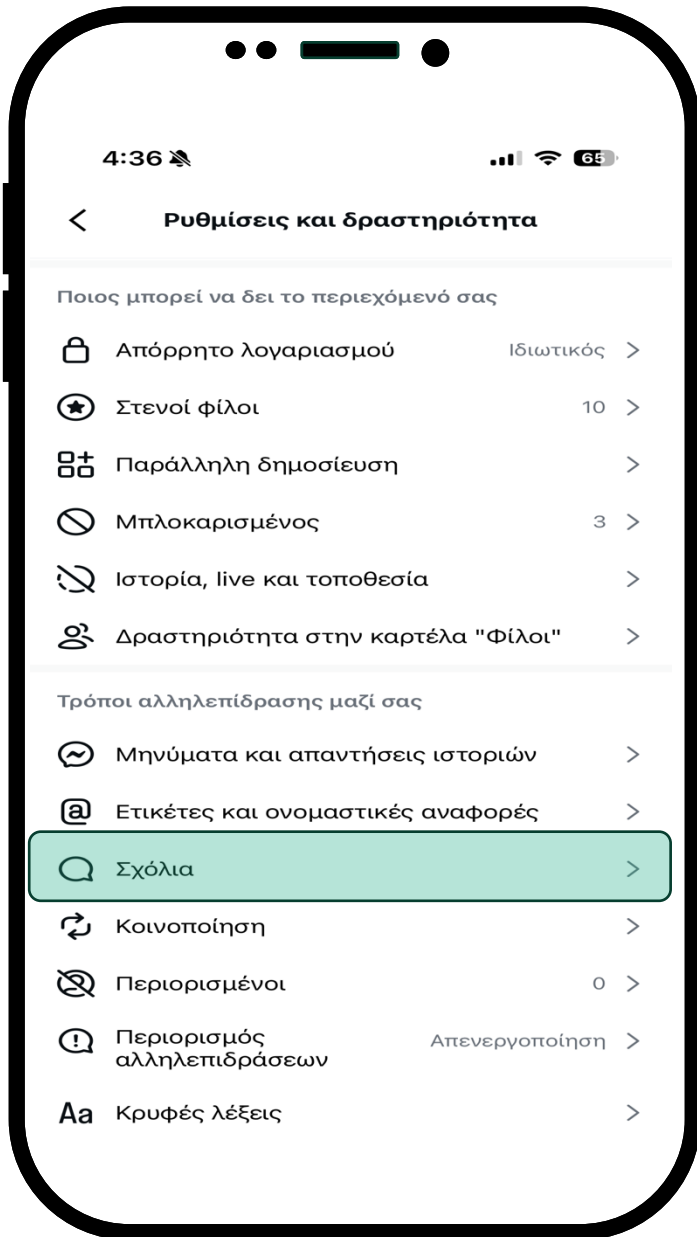 4:36
65
Ρυθμίσεις και δραστηριότητα
Ποιος μπορεί να δει το περιεχόμενό σας
Απόρρητο λογαριασμού Ιδιωτικός
Στενοί φίλοι 10
Παράλληλη δημοσίευση
Μπλοκαρισμένος 3
Ιστορία, live και τοποθεσία
Δραστηριότητα στην καρτέλα "Φίλοι"
Τρόποι αλληλεπίδρασης μαζί σας
Μηνύματα και απαντήσεις ιστοριών
Ετικέτες και ονομαστικές αναφορές
Σχόλια
Κοινοποίηση
Περιορισμένοι 0
Περιορισμός
αλληλεπιδράσεων Απενεργοποίηση
Aa Κρυφές λέξεις